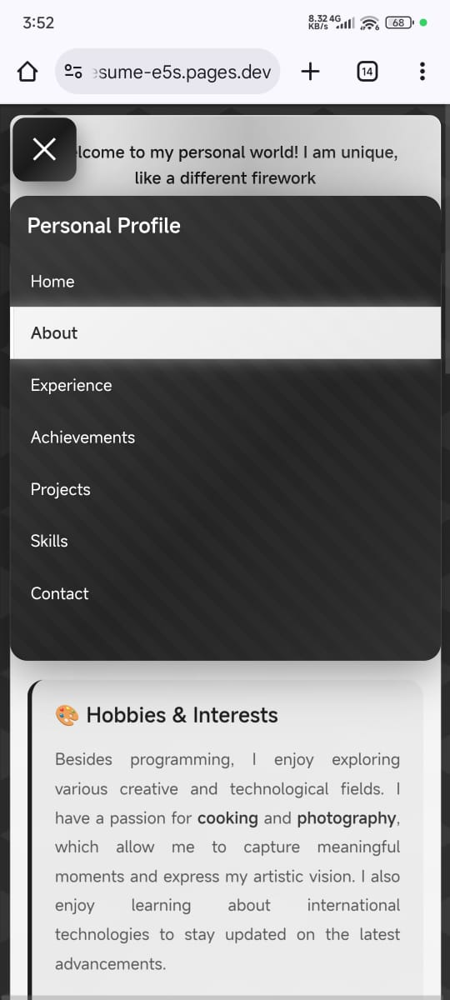 3:52
8.32 4G
KB/s
6
68
sume-e5s.pages.dev
14
lcome to my personal world! I am unique,
like a different firework
Personal Profile
Home
About
Experience
Achievements
Projects
Skills
Contact
🎨 Hobbies & Interests
Besides programming, I enjoy exploring
various creative and technological fields. I
have a passion for cooking and photography,
which allow me to capture meaningful
moments and express my artistic vision. I also
enjoy learning about international
technologies to stay updated on the latest
advancements.